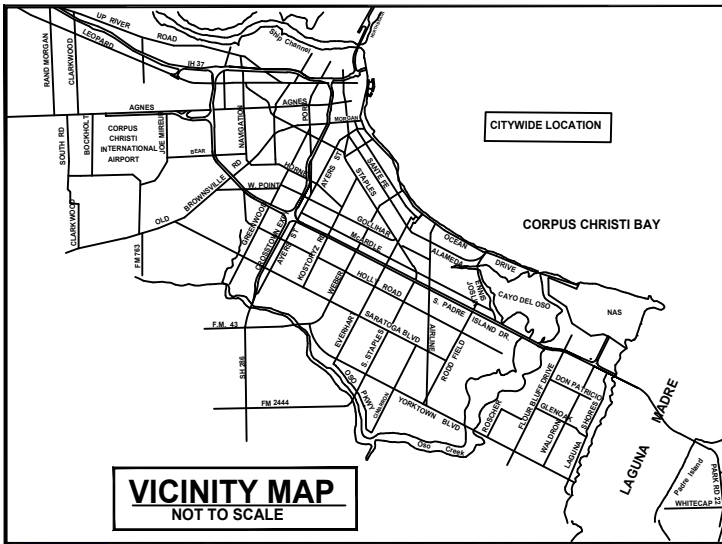 UP RIVER
ROAD
LEOPARD
Ship Channel
RAND MORGAN
CLARKWOOD
IH 37
AGNES
AGNES
NAVIGATION
PORT
MORGAN
SOUTH RD
BOCKHOLT
CORPUS
CHRISTI
INTERNATIONAL
AIRPORT
JOE MIREUR
BEAR
CITYWIDE LOCATION
CLARKWOOD
OLD
BROWNSVILLE
RD
W. POINT
HORNE
AYERS ST
STAPLES
SANTA FE
GREENWOOD
CROSSTOWN EXP
AYERS ST
KOSTORYZ RD
GOLLIHAR
McARDLE
OCEAN
DRIVE
ALAMEDA
CORPUS CHRISTI BAY
FM 763
WEBER
HOLLY ROAD
ENNIS
JOSLIN
CAYO DEL OSO
NAS
S. PADRE
ISLAND DR.
F.M. 43
SARATOGA BLVD
EVERHART
S. STAPLES
AIRLINE
RODD FIELD
SH 286
FM 2444
OSO
PKWY
CIMARRON
YORKTOWN BLVD
Oso
Creek
ROSCHER
FLOUR BLUFF DRIVE
DON PATRICIO
GLENOAK
WALDRON
LAGUNA
SHORES
LAGUNA
MADRE
Padre Island
PARK RD 22
WHITECAP
VICINITY MAP
NOT TO SCALE